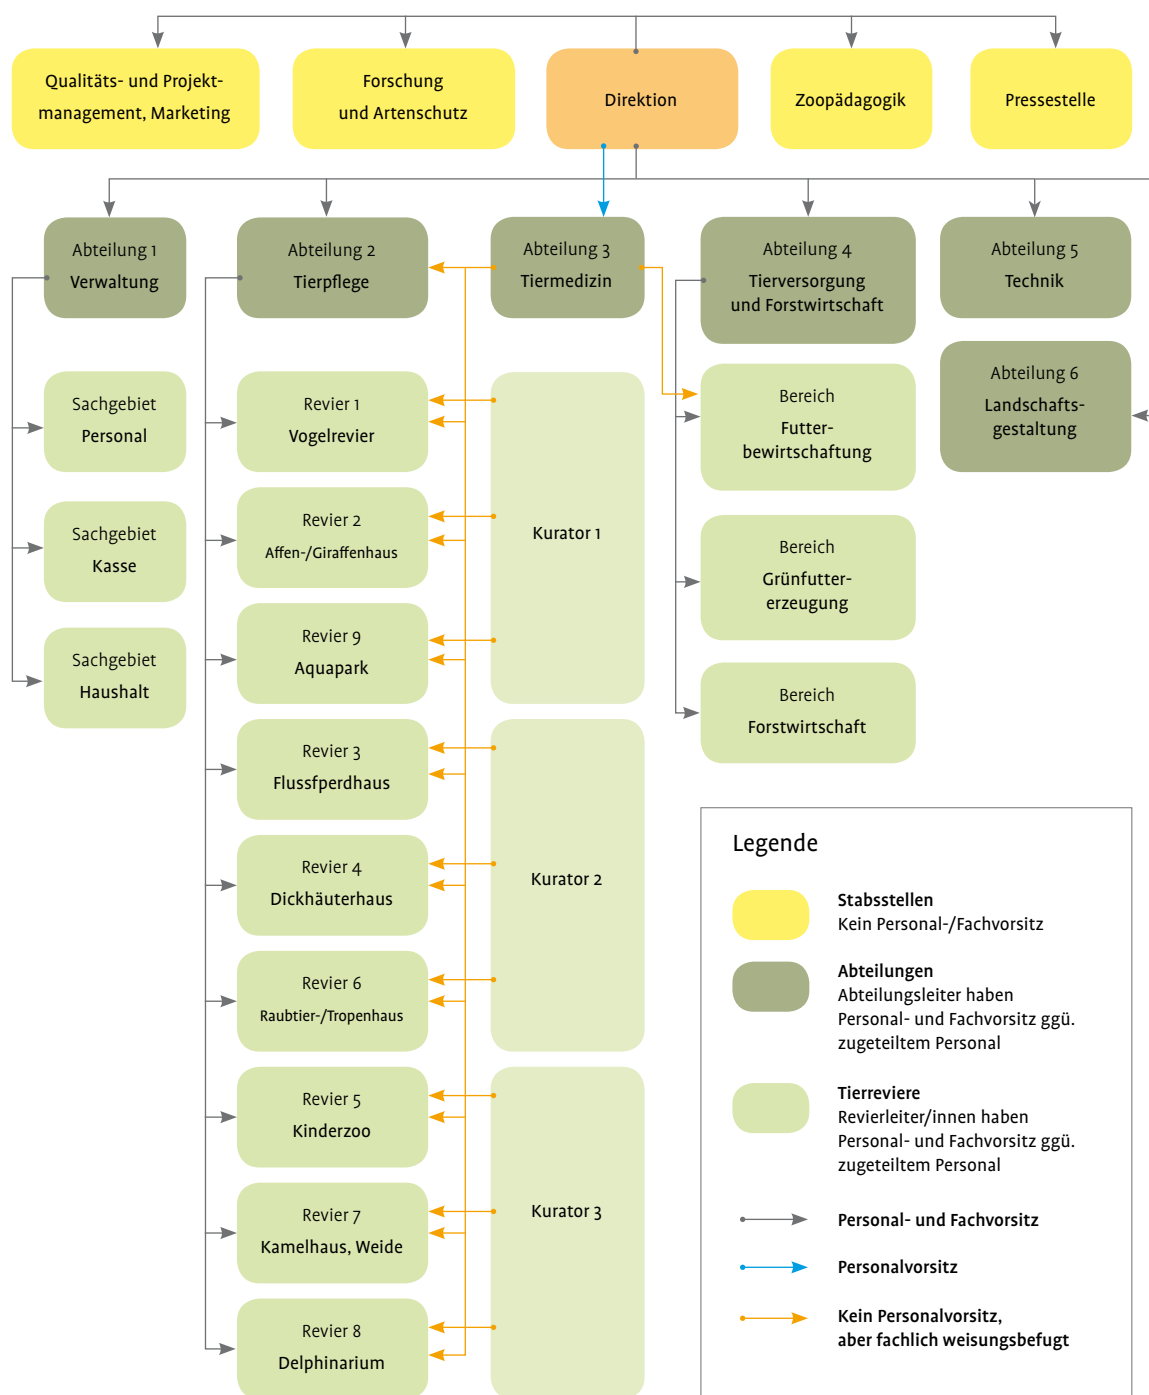 Qualitäts- und Projekt-
management, Marketing
Forschung
und Artenschutz
Direktion
Zoopädagogik
Pressestelle
Abteilung 1
Verwaltung
Abteilung 2
Tierpflege
Abteilung 3
Tiermedizin
Abteilung 4
Tierversorgung
und Forstwirtschaft
Abteilung 5
Technik
Abteilung 6
Landschafts-
gestaltung
Sachgebiet
Personal
Sachgebiet
Kasse
Sachgebiet
Haushalt
Revier 1
Vogelrevier
Revier 2
Affen-/Giraffenhaus
Revier 9
Aquapark
Revier 3
Flussfperdhaus
Revier 4
Dickhäuterhaus
Revier 6
Raubtier-/Tropenhaus
Revier 5
Kinderzoo
Revier 7
Kamelhaus, Weide
Revier 8
Delphinarium
Kurator 1
Kurator 2
Kurator 3
Bereich
Futter-
bewirtschaftung
Bereich
Grünfutter-
erzeugung
Bereich
Forstwirtschaft
Legende
Stabsstellen
Kein Personal-/Fachvorsitz
Abteilungen
Abteilungsleiter haben
Personal- und Fachvorsitz ggü.
zugeteiltem Personal
Tierreviere
Revierleiter/innen haben
Personal- und Fachvorsitz ggü.
zugeteiltem Personal
Personal- und Fachvorsitz
Personalvorsitz
Kein Personalvorsitz,
aber fachlich weisungsbefugt